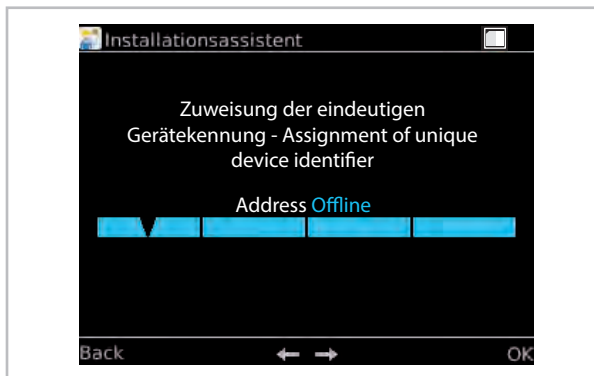 Installationsassistent
Zuweisung der eindeutigen
Gerätekennung - Assignment of unique
device identifier
Address Offline
Back ← → OK